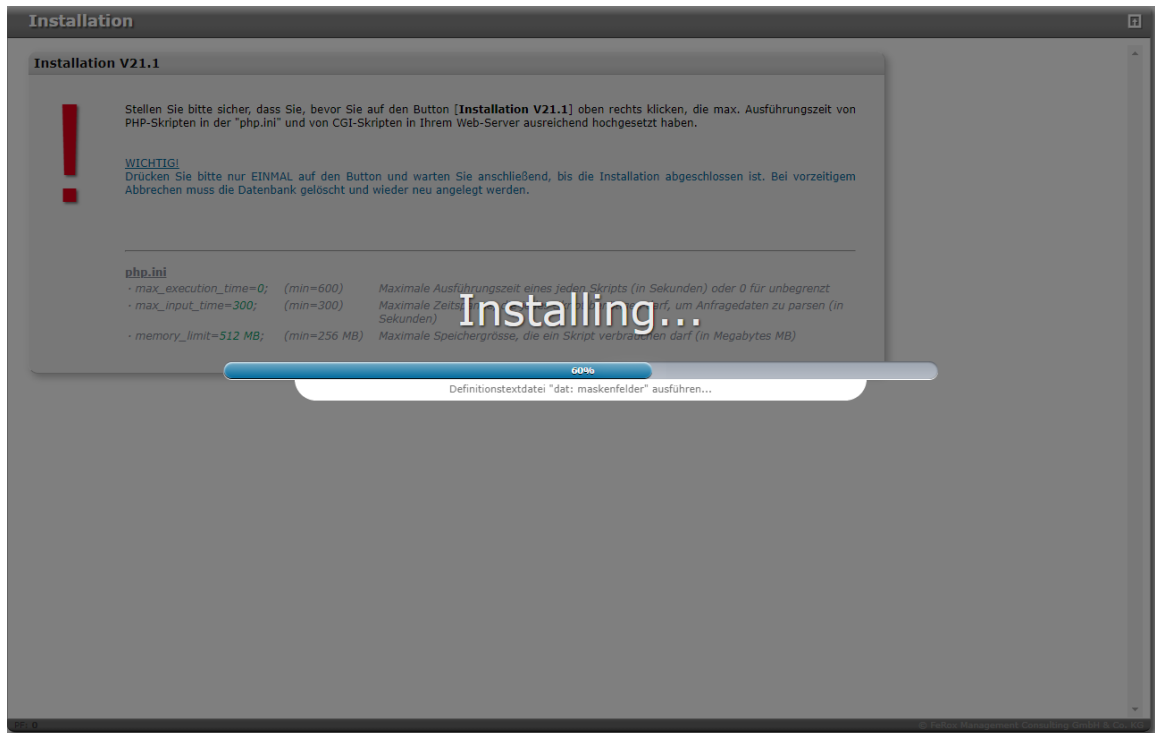 Installation
Installation V21.1
Stellen Sie bitte sicher, dass Sie, bevor Sie auf den Button [Installation V21.1] oben rechts klicken, die max. Ausführungszeit von
PHP-Skripten in der "php.ini" und von CGI-Skripten in Ihrem Web-Server ausreichend hochgesetzt haben.
WICHTIG!
Drücken Sie bitte nur EINMAL auf den Button und warten Sie anschließend, bis die Installation abgeschlossen ist. Bei vorzeitigem
Abbrechen muss die Datenbank gelöscht und wieder neu angelegt werden.
php.ini
- max_execution_time=0; (min=600) Maximale Ausführungszeit eines jeden Skripts (in Sekunden) oder 0 für unbegrenzt
- max_input_time=300; (min=300) Maximale um Anfragedaten zu parsen (in
Sekunden)
- memory_limit=512 MB; (min=256 MB) Maximale Speichergrösse, die ein Skript verbrauchen darf (in Megabytes MB)
Installing...
60%
Definitionstextdatei "dat: maskenfelder" ausführen...
PF: 0
Management Consulting GmbH & Co. KG